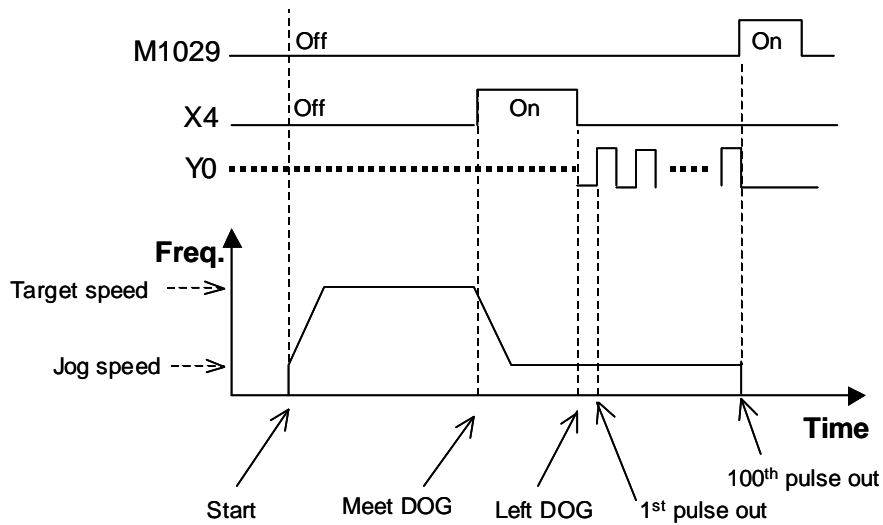 M1029 Off On
X4 Off On
Y0
Freq.
Target speed
Jog speed
Time
Start
Meet DOG
Left DOG
1st pulse out
100th pulse out